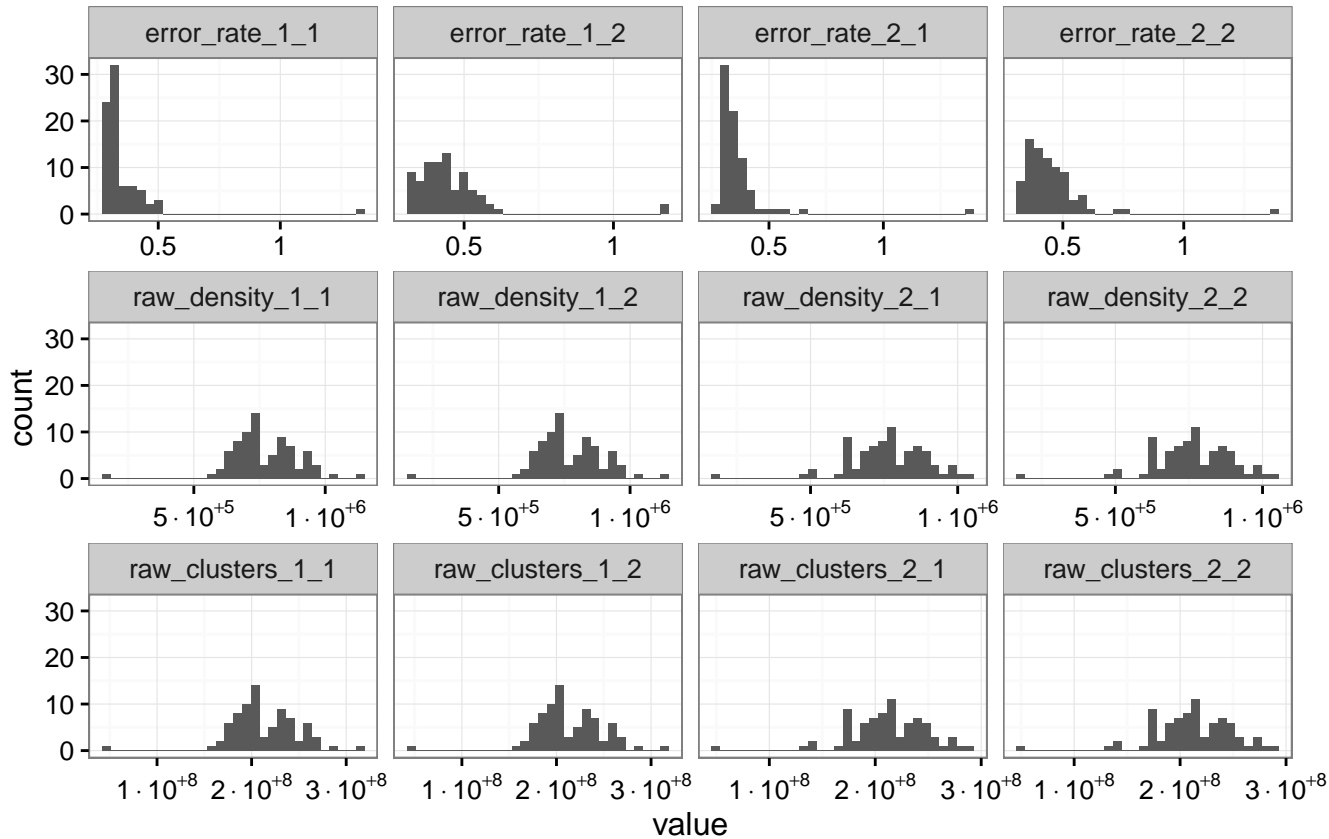 error_rate_1_1 error_rate_1_2 error_rate_2_1 error_rate_2_2
30
20
10
0
0.5 1 0.5 1 0.5 1 0.5 1
raw_density_1_1 raw_density_1_2 raw_density_2_1 raw_density_2_2
30
20
10
0
5 · 10⁺⁵ 1 · 10⁺⁶ 5 · 10⁺⁵ 1 · 10⁺⁶ 5 · 10⁺⁵ 1 · 10⁺⁶ 5 · 10⁺⁵ 1 · 10⁺⁶
count
raw_clusters_1_1 raw_clusters_1_2 raw_clusters_2_1 raw_clusters_2_2
30
20
10
0
1 · 10⁺⁸ 2 · 10⁺⁸ 3 · 10⁺⁸ 1 · 10⁺⁸ 2 · 10⁺⁸ 3 · 10⁺⁸ 1 · 10⁺⁸ 2 · 10⁺⁸ 3 · 10⁺⁸ 1 · 10⁺⁸ 2 · 10⁺⁸ 3 · 10⁺⁸
value